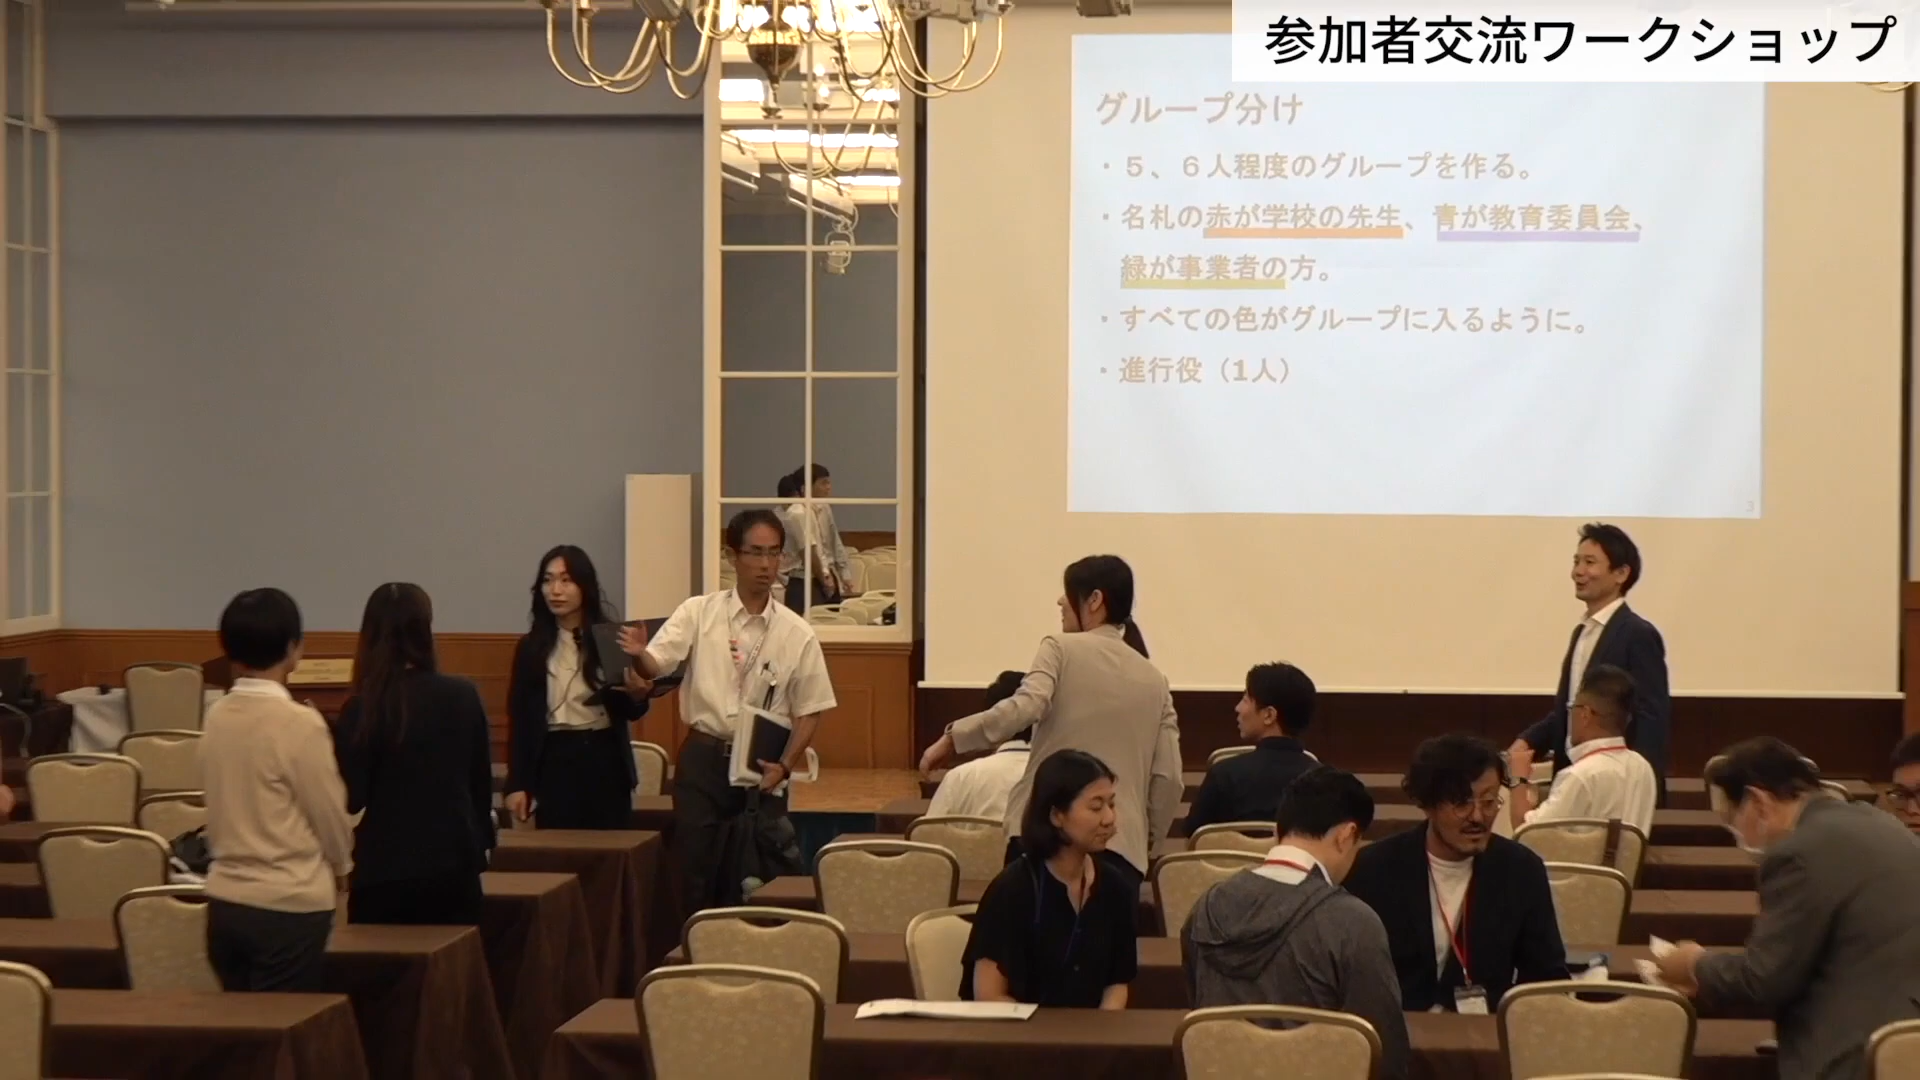 参加者交流ワークショップ
グループ分け
・５、６人程度のグループを作る。
・名札の赤が学校の先生、青が教育委員会、
緑が事業者の方。
・すべての色がグループに入るように。
・進行役（1人）
3